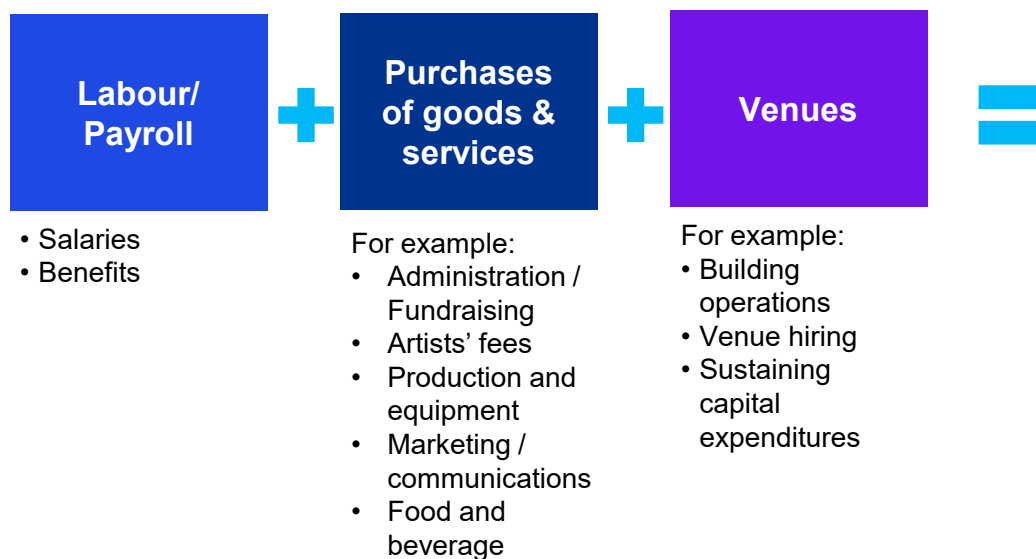 Labour/
Payroll
Purchases
of goods &
services
Venues
• Salaries
• Benefits
For example:
• Administration /
Fundraising
• Artists’ fees
• Production and
equipment
• Marketing /
communications
• Food and
beverage
For example:
• Building
operations
• Venue hiring
• Sustaining
capital
expenditures